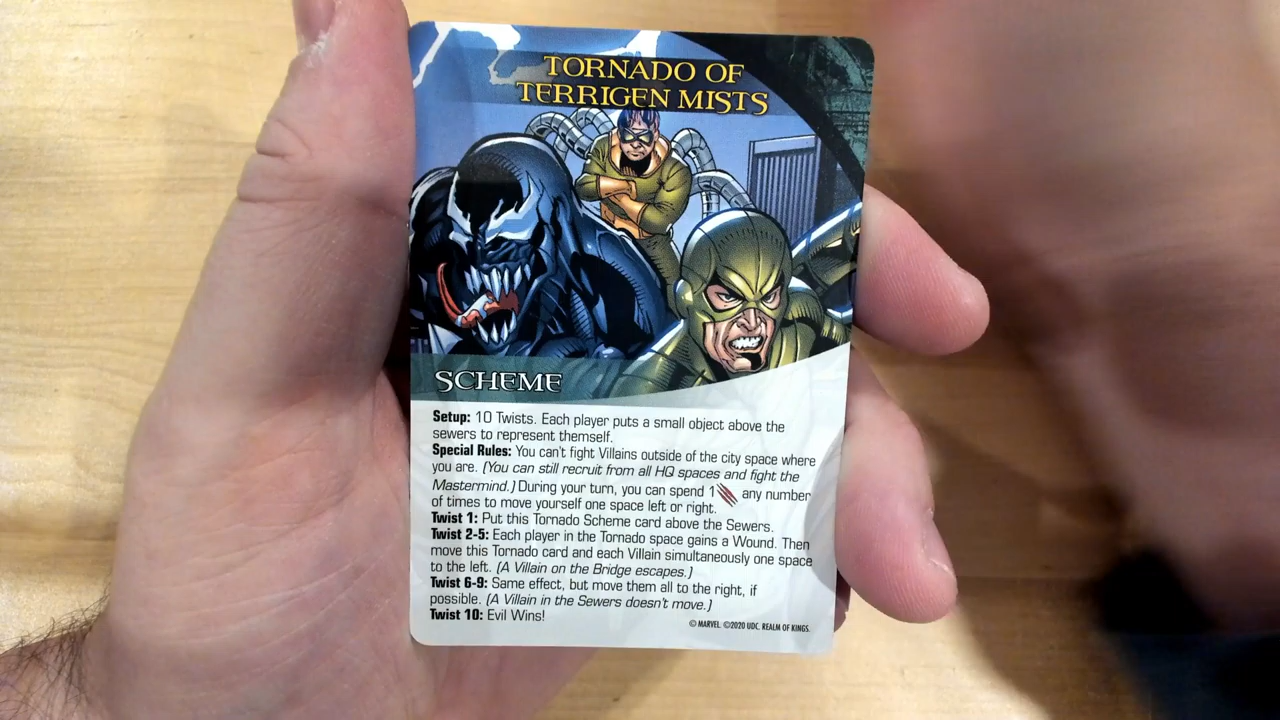 TORNADO OF
TERRIGEN MISTS
SCHEME
Setup: 10 Twists. Each player puts a small object above the
sewers to represent themself.
Special Rules: You can't fight Villains outside of the city space where
you are. (You can still recruit from all HQ spaces and fight the
Mastermind.) During your turn, you can spend 1 any number
of times to move yourself one space left or right.
Twist 1: Put this Tornado Scheme card above the Sewers.
Twist 2-5: Each player in the Tornado space gains a Wound. Then
move this Tornado card and each Villain simultaneously one space
to the left. (A Villain on the Bridge escapes.)
Twist 6-9: Same effect, but move them all to the right, if
possible. (A Villain in the Sewers doesn't move.)
Twist 10: Evil Wins!
© MARVEL. ©2020 UDC. REALM OF KINGS.